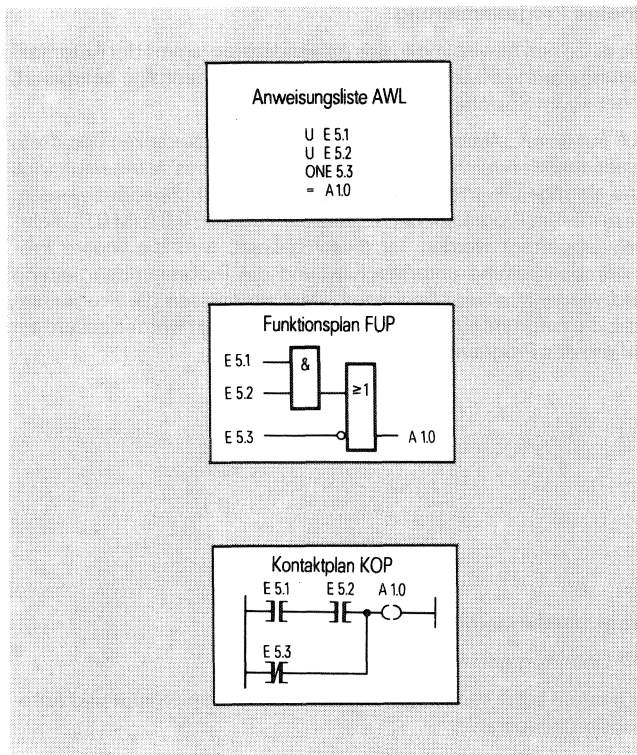 Anweisungsliste AWL
U E 5.1
U E 5.2
ONE 5.3
= A 1.0
Funktionsplan FUP
E 5.1
&
E 5.2
≥1
E 5.3
A 1.0
Kontaktplan KOP
E 5.1 E 5.2 A 1.0
E 5.3